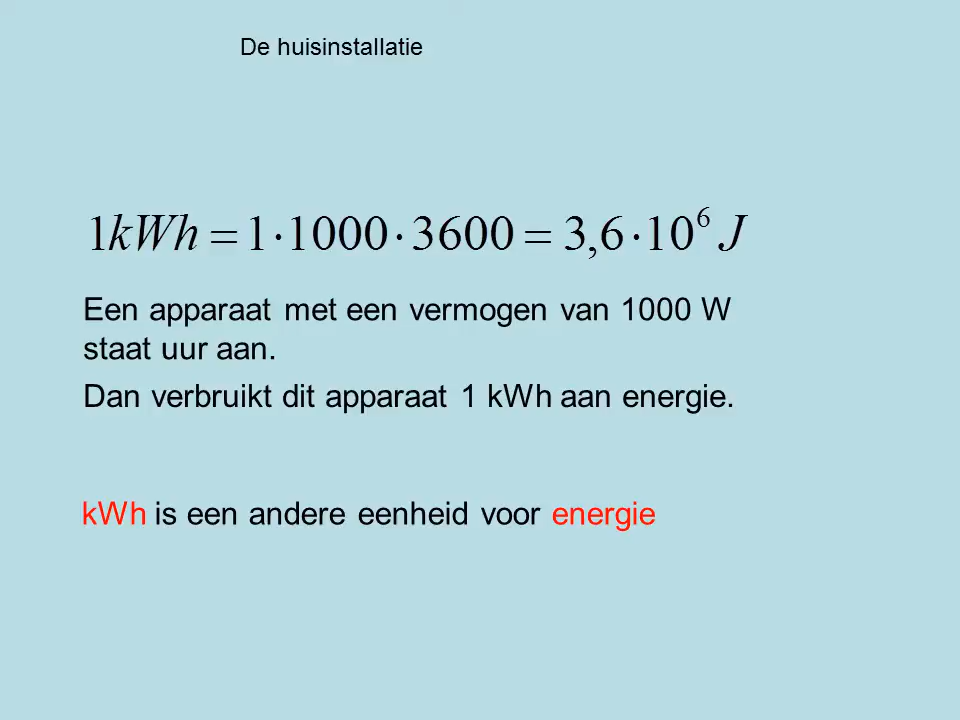 De huisinstallatie
1kWh = 1·1000·3600 = 3,6·10⁶ J
Een apparaat met een vermogen van 1000 W
staat uur aan.
Dan verbruikt dit apparaat 1 kWh aan energie.
kWh is een andere eenheid voor energie